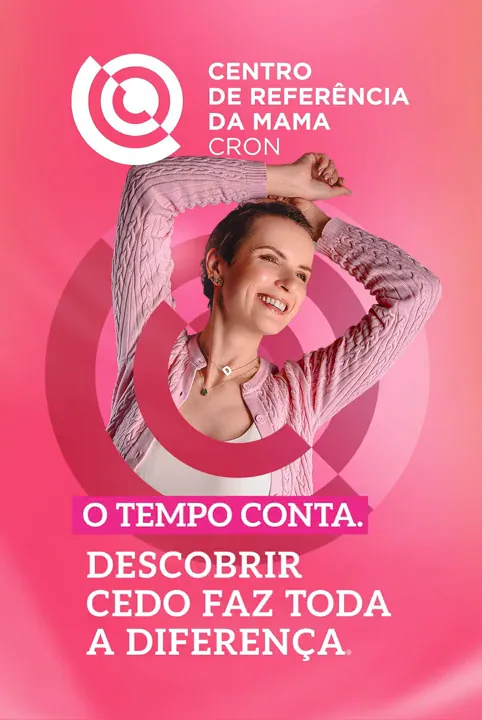 CENTRO
DE REFERÊNCIA
DA MAMA
CRON
D
O TEMPO CONTA.
DESCOBRIR
CEDO FAZ TODA
A DIFERENÇA®